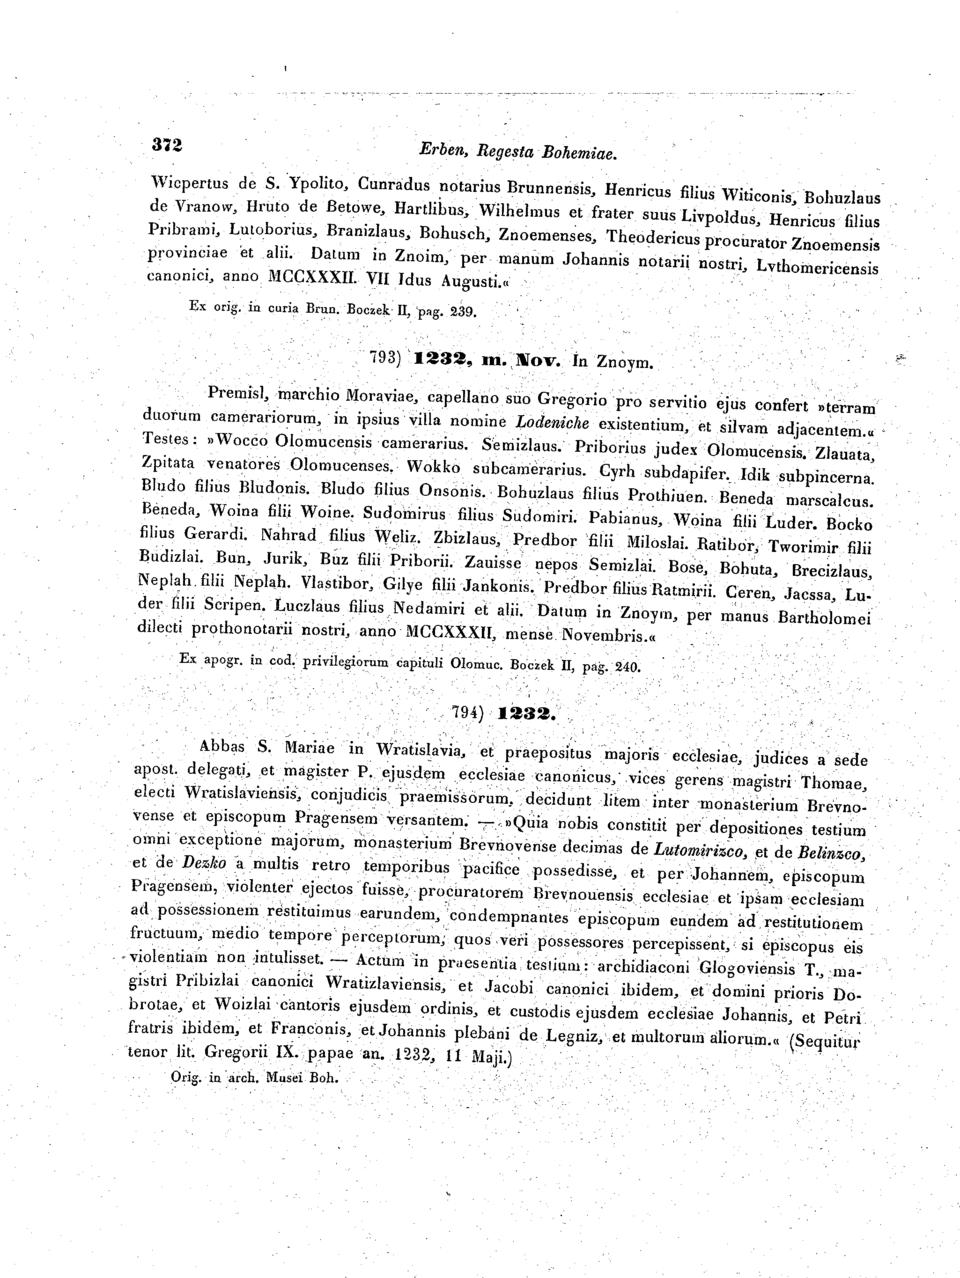 372 Erben, Regesta Bohemiae.
Wicpertus de S. Ypolito, Cunradus notarius Brunnensis, Henricus filius Witiconis, Bohuzlaus
de Vranow, Hruto de Betowe, Hartlibus, Wilhelmus et frater suus Livpoldus, Henricus filius
Pribrami, Lutoborius, Branizlaus, Bohusch, Znoemenses, Theodericus procurator Znoemensis
provinciae et alii. Datum in Znoim, per manum Johannis notarii nostri, Lvthomericensis
canonici, anno MCCXXXII. VII Idus Augusti.«
Ex orig. in curia Brun. Boczek II, pag. 239.
793) 1232, m. Nov. In Znoym.
Premisl, marchio Moraviae, capellano suo Gregorio pro servitio ejus confert »terram
duorum camerariorum, in ipsius villa nomine Lodeniche existentium, et silvam adjacentem.«
Testes: »Wocco Olomucensis camerarius. Semizlaus. Priborius judex Olomucensis. Zlauata,
Zpitata venatores Olomucenses. Wokko subcamerarius. Cyrh subdapifer. Idik subpincerna.
Bludo filius Bludonis. Bludo filius Onsonis. Bohuzlaus filius Prothiuen. Beneda marscalcus.
Beneda, Woina filii Woine. Sudomirus filius Sudomiri. Pabianus, Woina filii Luder. Bocko
filius Gerardi. Nahrad filius Weliz. Zbizlaus, Predbor filii Miloslai. Ratibor, Tworimir filii
Budizlai. Bun, Jurik, Buz filii Priborii. Zauisse nepos Semizlai. Bose, Bohuta, Brecizlaus,
Neplah filii Neplah. Vlastibor, Gilye filii Jankonis. Predbor filius Ratmirii. Ceren, Jacssa, Lu-
der filii Scripen. Luczlaus filius Nedamiri et alii. Datum in Znoym, per manus Bartholomei
dilecti prothonotarii nostri, anno MCCXXXII, mense Novembris.«
Ex apogr. in cod. privilegiorum capituli Olomuc. Boczek II, pag. 240.
794) 1232.
Abbas S. Mariae in Wratislavia, et praepositus majoris ecclesiae, judices a sede
apost. delegati, et magister P. ejusdem ecclesiae canonicus, vices gerens magistri Thomae,
electi Wratislaviensis, conjudicis praemissorum, decidunt litem inter monasterium Brevno-
vense et episcopum Pragensem versantem. — »Quia nobis constitit per depositiones testium
omni exceptione majorum, monasterium Brevnovense decimas de Lutomirizco, et de Belinzco,
et de Dezko a multis retro temporibus pacifice possedisse, et per Johannem, episcopum
Pragensem, violenter ejectos fuisse, procuratorem Brevnouensis ecclesiae et ipsam ecclesiam
ad possessionem restituimus earundem, condempnantes episcopum eundem ad restitutionem
fructuum, medio tempore perceptorum, quos veri possessores percepissent, si episcopus eis
violentiam non intulisset. — Actum in praesentia testium: archidiaconi Glogoviensis T., ma-
gistri Pribizlai canonici Wratizlaviensis, et Jacobi canonici ibidem, et domini prioris Do-
brotae, et Woizlai cantoris ejusdem ordinis, et custodis ejusdem ecclesiae Johannis, et Petri
fratris ibidem, et Franconis, et Johannis plebani de Legniz, et multorum aliorum.« (Sequitur
tenor lit. Gregorii IX. papae an. 1232, 11 Maji.)
Orig. in arch. Musei Boh.